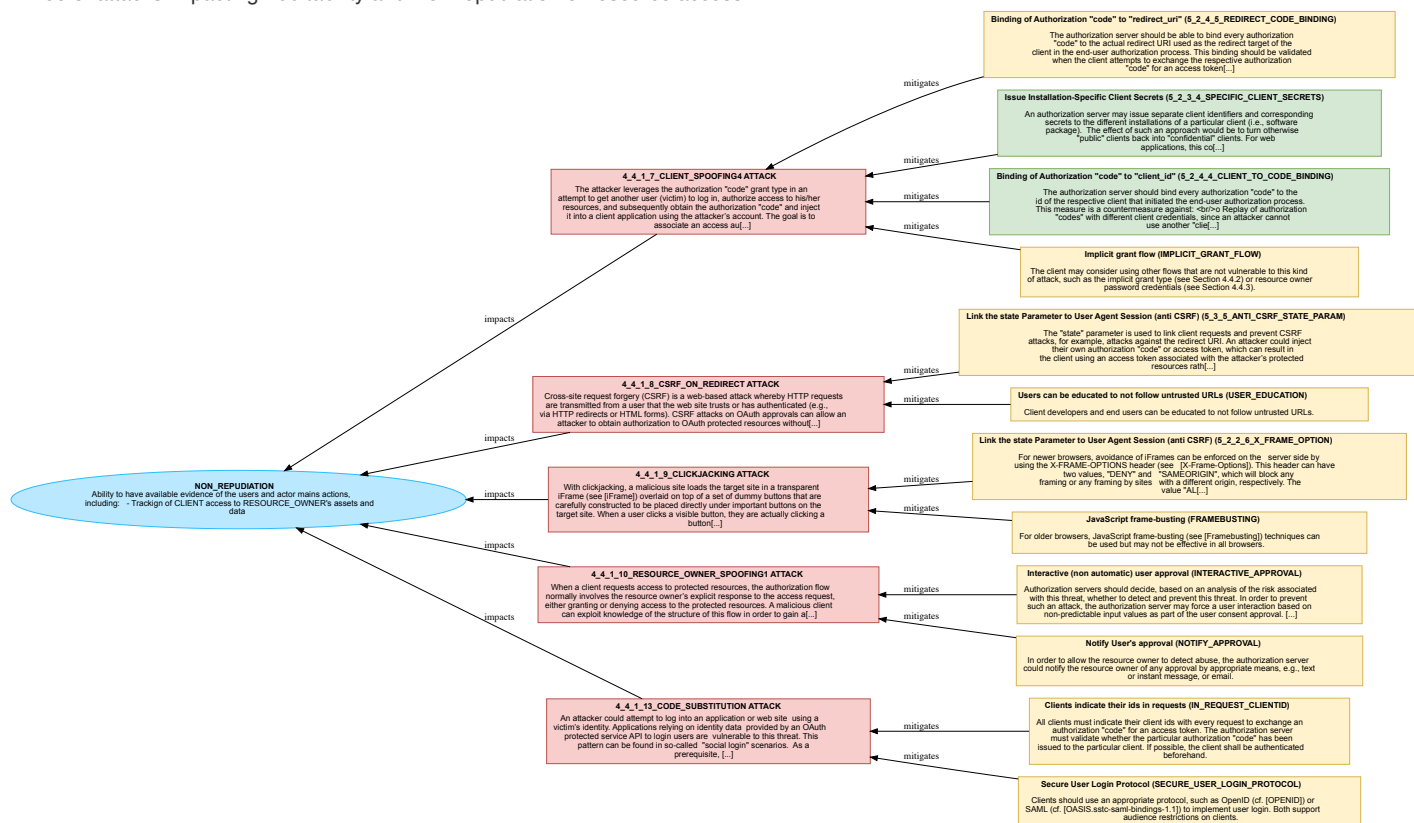 Binding of Authorization "code" to "redirect_uri" (5_2_4_5_REDIRECT_CODE_BINDING)
The authorization server should be able to bind every authorization
"code" to the actual redirect URI used as the redirect target of the
client in the end-user authorization process. This binding should be validated
when the client attempts to exchange the respective authorization
"code" for an access token[...]
mitigates
Issue Installation-Specific Client Secrets (5_2_3_4_SPECIFIC_CLIENT_SECRETS)
An authorization server may issue separate client identifiers and corresponding
secrets to the different installations of a particular client (i.e., software
package). The effect of such an approach would be to turn otherwise
"public" clients back into "confidential" clients. For web
applications, this co[...]
mitigates
4_4_1_7_CLIENT_SPOOFING4 ATTACK
The attacker leverages the authorization "code" grant type in an
attempt to get another user (victim) to log in, authorize access to his/her
resources, and subsequently obtain the authorization "code" and inject
it into a client application using the attacker's account. The goal is to
associate an access au[...]
Binding of Authorization "code" to "client_id" (5_2_4_4_CLIENT_TO_CODE_BINDING)
The authorization server should bind every authorization "code" to the
id of the respective client that initiated the end-user authorization process.
This measure is a countermeasure against: <br/>o Replay of authorization
"codes" with different client credentials, since an attacker cannot
use another "clie[...]
mitigates
mitigates
Implicit grant flow (IMPLICIT_GRANT_FLOW)
The client may consider using other flows that are not vulnerable to this kind
of attack, such as the implicit grant type (see Section 4.4.2) or resource owner
password credentials (see Section 4.4.3).
impacts
Link the state Parameter to User Agent Session (anti CSRF) (5_3_5_ANTI_CSRF_STATE_PARAM)
The "state" parameter is used to link client requests and prevent CSRF
attacks, for example, attacks against the redirect URI. An attacker could inject
their own authorization "code" or access token, which can result in
the client using an access token associated with the attacker's protected
resources rath[...]
mitigates
4_4_1_8_CSRF_ON_REDIRECT ATTACK
Cross-site request forgery (CSRF) is a web-based attack whereby HTTP requests
are transmitted from a user that the web site trusts or has authenticated (e.g.,
via HTTP redirects or HTML forms). CSRF attacks on OAuth approvals can allow an
attacker to obtain authorization to OAuth protected resources without[...]
mitigates
Users can be educated to not follow untrusted URLs (USER_EDUCATION)
Client developers and end users can be educated to not follow untrusted URLs.
impacts
Link the state Parameter to User Agent Session (anti CSRF) (5_2_2_6_X_FRAME_OPTION)
For newer browsers, avoidance of iFrames can be enforced on the server side by
using the X-FRAME-OPTIONS header (see [X-Frame-Options]). This header can have
two values, "DENY" and "SAMEORIGIN", which will block any
framing or any framing by sites with a different origin, respectively. The
value "AL[...]
mitigates
4_4_1_9_CLICKJACKING ATTACK
With clickjacking, a malicious site loads the target site in a transparent
iFrame (see [iFrame]) overlaid on top of a set of dummy buttons that are
carefully constructed to be placed directly under important buttons on the
target site. When a user clicks a visible button, they are actually clicking a
button[...]
NON_REPUDIATION
Ability to have available evidence of the users and actor mains actions,
including: - Trackign of CLIENT access to RESOURCE_OWNER's assets and
data
impacts
mitigates
JavaScript frame-busting (FRAMEBUSTING)
For older browsers, JavaScript frame-busting (see [Framebusting]) techniques can
be used but may not be effective in all browsers.
impacts
4_4_1_10_RESOURCE_OWNER_SPOOFING1 ATTACK
When a client requests access to protected resources, the authorization flow
normally involves the resource owner's explicit response to the access request,
either granting or denying access to the protected resources. A malicious client
can exploit knowledge of the structure of this flow in order to gain a[...]
mitigates
Interactive (non automatic) user approval (INTERACTIVE_APPROVAL)
Authorization servers should decide, based on an analysis of the risk associated
with this threat, whether to detect and prevent this threat. In order to prevent
such an attack, the authorization server may force a user interaction based on
non-predictable input values as part of the user consent approval. [...]
mitigates
impacts
Notify User's approval (NOTIFY_APPROVAL)
In order to allow the resource owner to detect abuse, the authorization server
could notify the resource owner of any approval by appropriate means, e.g., text
or instant message, or email.
4_4_1_13_CODE_SUBSTITUTION ATTACK
An attacker could attempt to log into an application or web site using a
victim's identity. Applications relying on identity data provided by an OAuth
protected service API to login users are vulnerable to this threat. This
pattern can be found in so-called "social login" scenarios. As a
prerequisite, [...]
mitigates
Clients indicate their ids in requests (IN_REQUEST_CLIENTID)
All clients must indicate their client ids with every request to exchange an
authorization "code" for an access token. The authorization server
must validate whether the particular authorization "code" has been
issued to the particular client. If possible, the client shall be authenticated
beforehand.
mitigates
Secure User Login Protocol (SECURE_USER_LOGIN_PROTOCOL)
Clients should use an appropriate protocol, such as OpenID (cf. [OPENID]) or
SAML (cf. [OASIS.sstc-saml-bindings-1.1]) to implement user login. Both support
audience restrictions on clients.